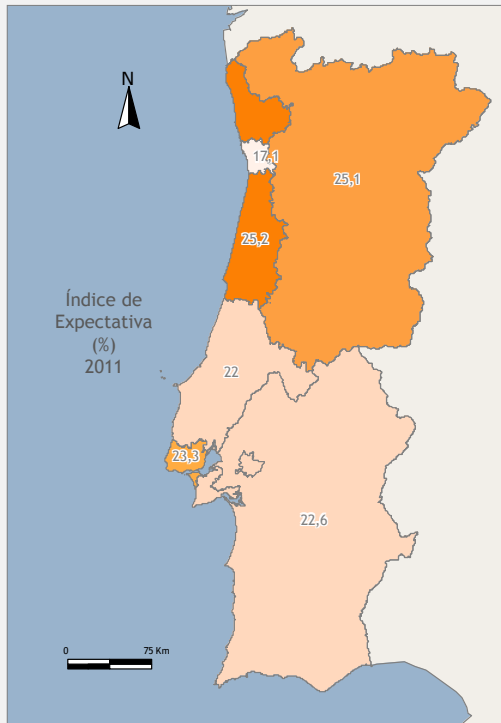 N
17,1
25,1
25,2
Índice de
Expectativa
(%)
2011
22
23,3
22,6
0 75 Km